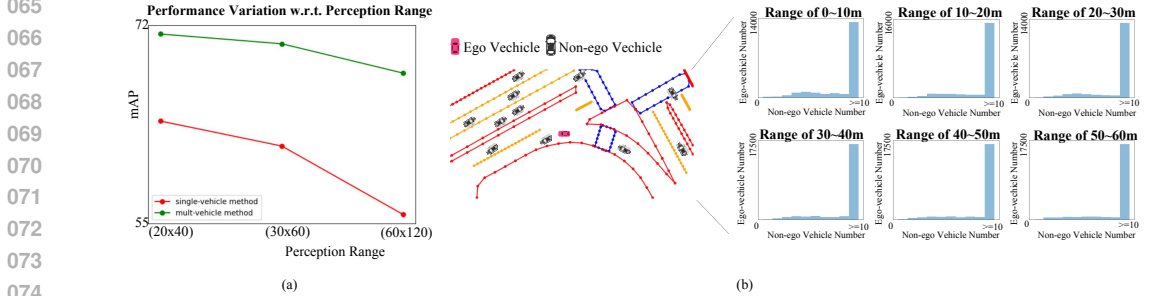 065
066
067
068
069
070
071
072
073
074
Performance Variation w.r.t. Perception Range
72
mAP
55
single-vehicle method
mult-vehicle method
(20x40) (30x60) (60x120)
Perception Range
(a)
Ego Vechicle Non-ego Vechicle
Range of 0~10m
14000
Ego-vehicle Number
0 >=10
Non-ego Vehicle Number
Range of 10~20m
16000
Ego-vehicle Number
0 >=10
Non-ego Vehicle Number
Range of 20~30m
14000
Ego-vehicle Number
0 >=10
Non-ego Vehicle Number
Range of 30~40m
17500
Ego-vehicle Number
0 >=10
Non-ego Vehicle Number
Range of 40~50m
17500
Ego-vehicle Number
0 >=10
Non-ego Vehicle Number
Range of 50~60m
17500
Ego-vehicle Number
0 >=10
Non-ego Vehicle Number
(b)